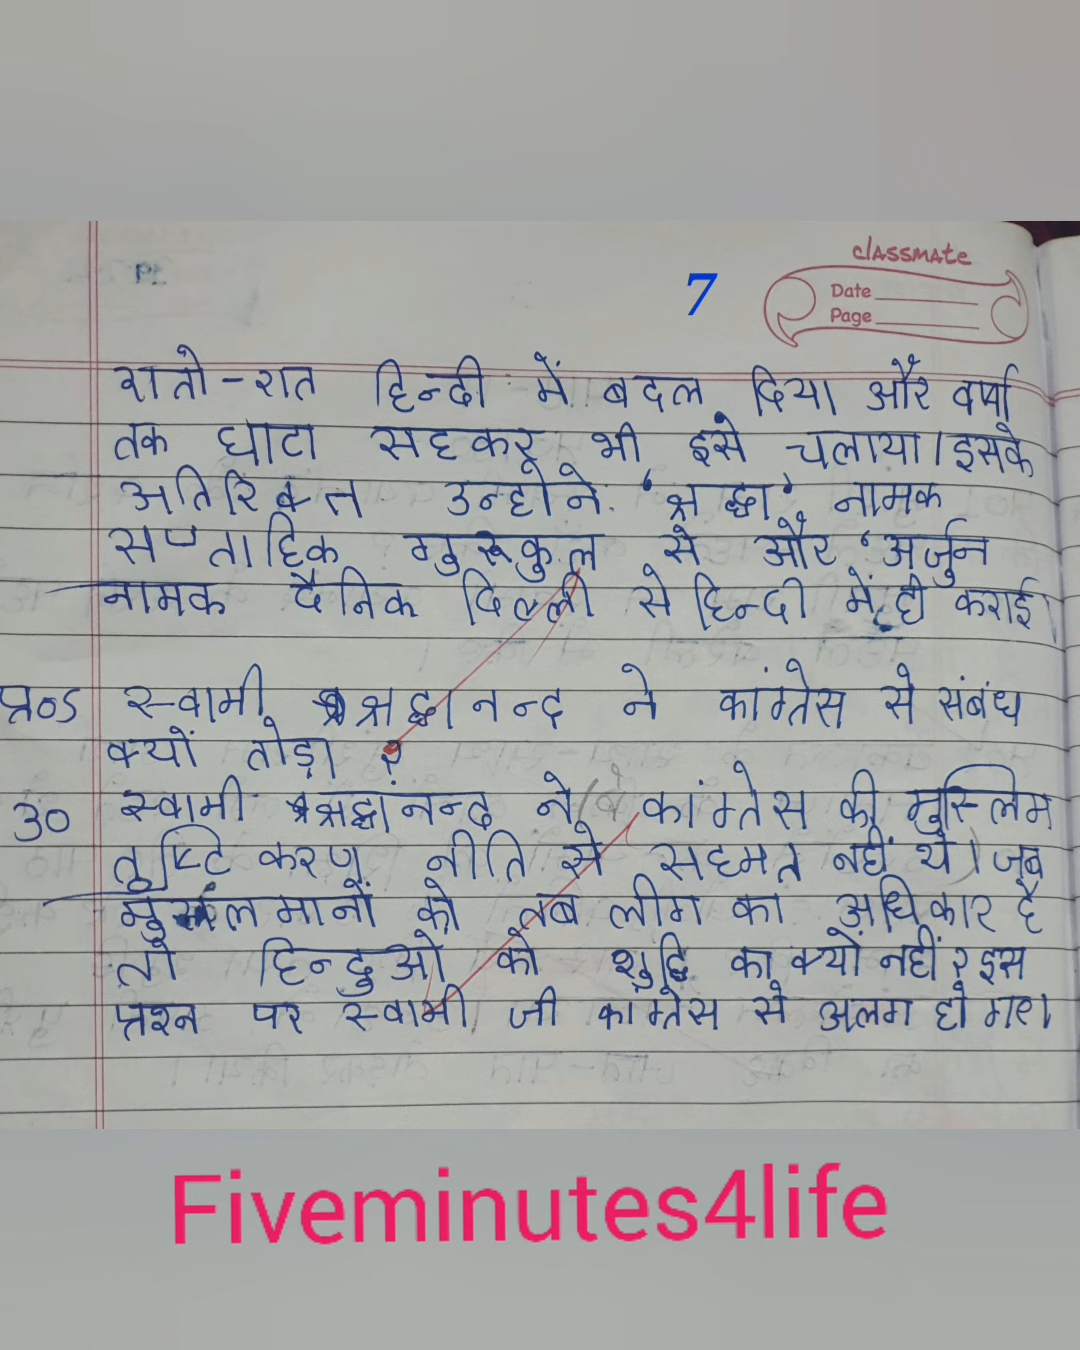 7
classmate
Date
Page
रातो-रात हिन्दी में बदल दिया और वर्षा
तक घाटा सहकर भी इसे चलाया। इसके
अतिरिक्त उन्होने 'श्रद्धा' नामक
सप्ताहिक गुरुकुल से और 'अर्जुन
नामक दैनिक दिल्ली से हिन्दी में ही कराई
प्र०5 स्वामी श्रद्धानन्द ने कांग्रेस से संबंध
क्यों तोड़ा ?
उ० स्वामी श्रद्धांनन्द ने कांग्रेस की मुस्लिम
तुष्टिकरण नीति से सहमत नहीं थे। जब
मुसलमानों को तब लीग का अधिकार है
तो हिन्दुओ को शुद्धि का क्यों नहीं? इस
प्रश्न पर स्वामी जी काग्रेस से अलग हो गए।
Fiveminutes4life